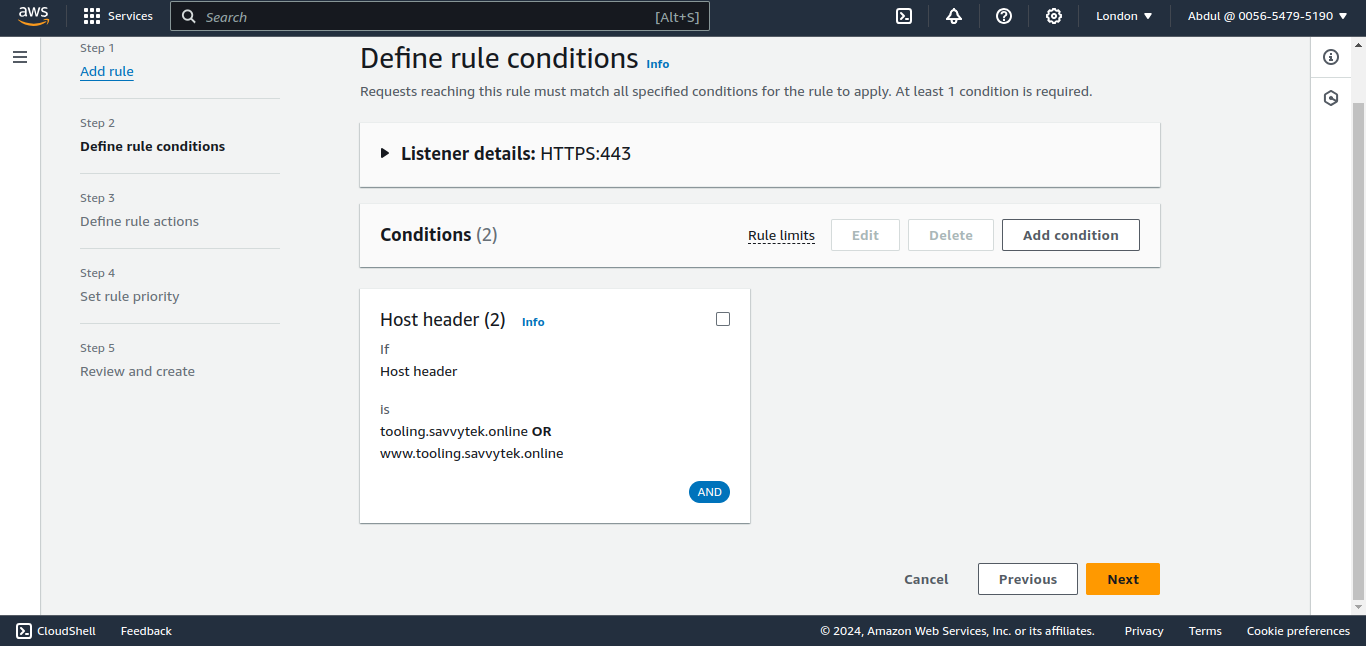 aws
Services
Search
[Alt+S]
London
Abdul @ 0056-5479-5190
Step 1
Add rule
Step 2
Define rule conditions
Step 3
Define rule actions
Step 4
Set rule priority
Step 5
Review and create
Define rule conditions Info
Requests reaching this rule must match all specified conditions for the rule to apply. At least 1 condition is required.
Listener details: HTTPS:443
Conditions (2)
Rule limits
Edit
Delete
Add condition
Host header (2) Info
If
Host header
is
tooling.savvytek.online OR
www.tooling.savvytek.online
AND
Cancel
Previous
Next
CloudShell
Feedback
© 2024, Amazon Web Services, Inc. or its affiliates.
Privacy
Terms
Cookie preferences